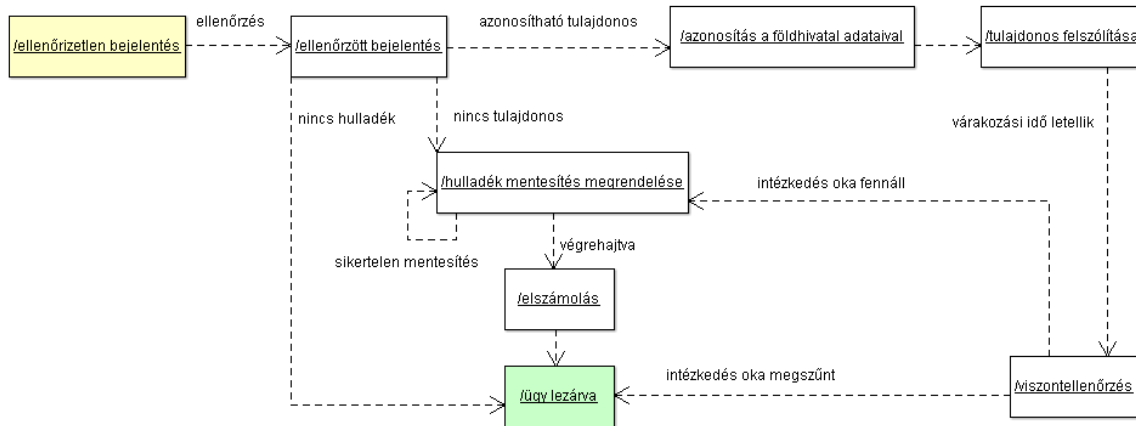 ellenőrzés
azonosítható tulajdonos
/ellenőrizetlen bejelentés
/ellenőrzött bejelentés
/azonosítás a földhivatal adataival
/tulajdonos felszólítása
nincs hulladék
nincs tulajdonos
várakozási idő letellik
/hulladék mentesítés megrendelése
intézkedés oka fennáll
végrehajtva
sikertelen mentesítés
/elszámolás
intézkedés oka megszűnt
/viszontellenőrzés
/ügy lezárva